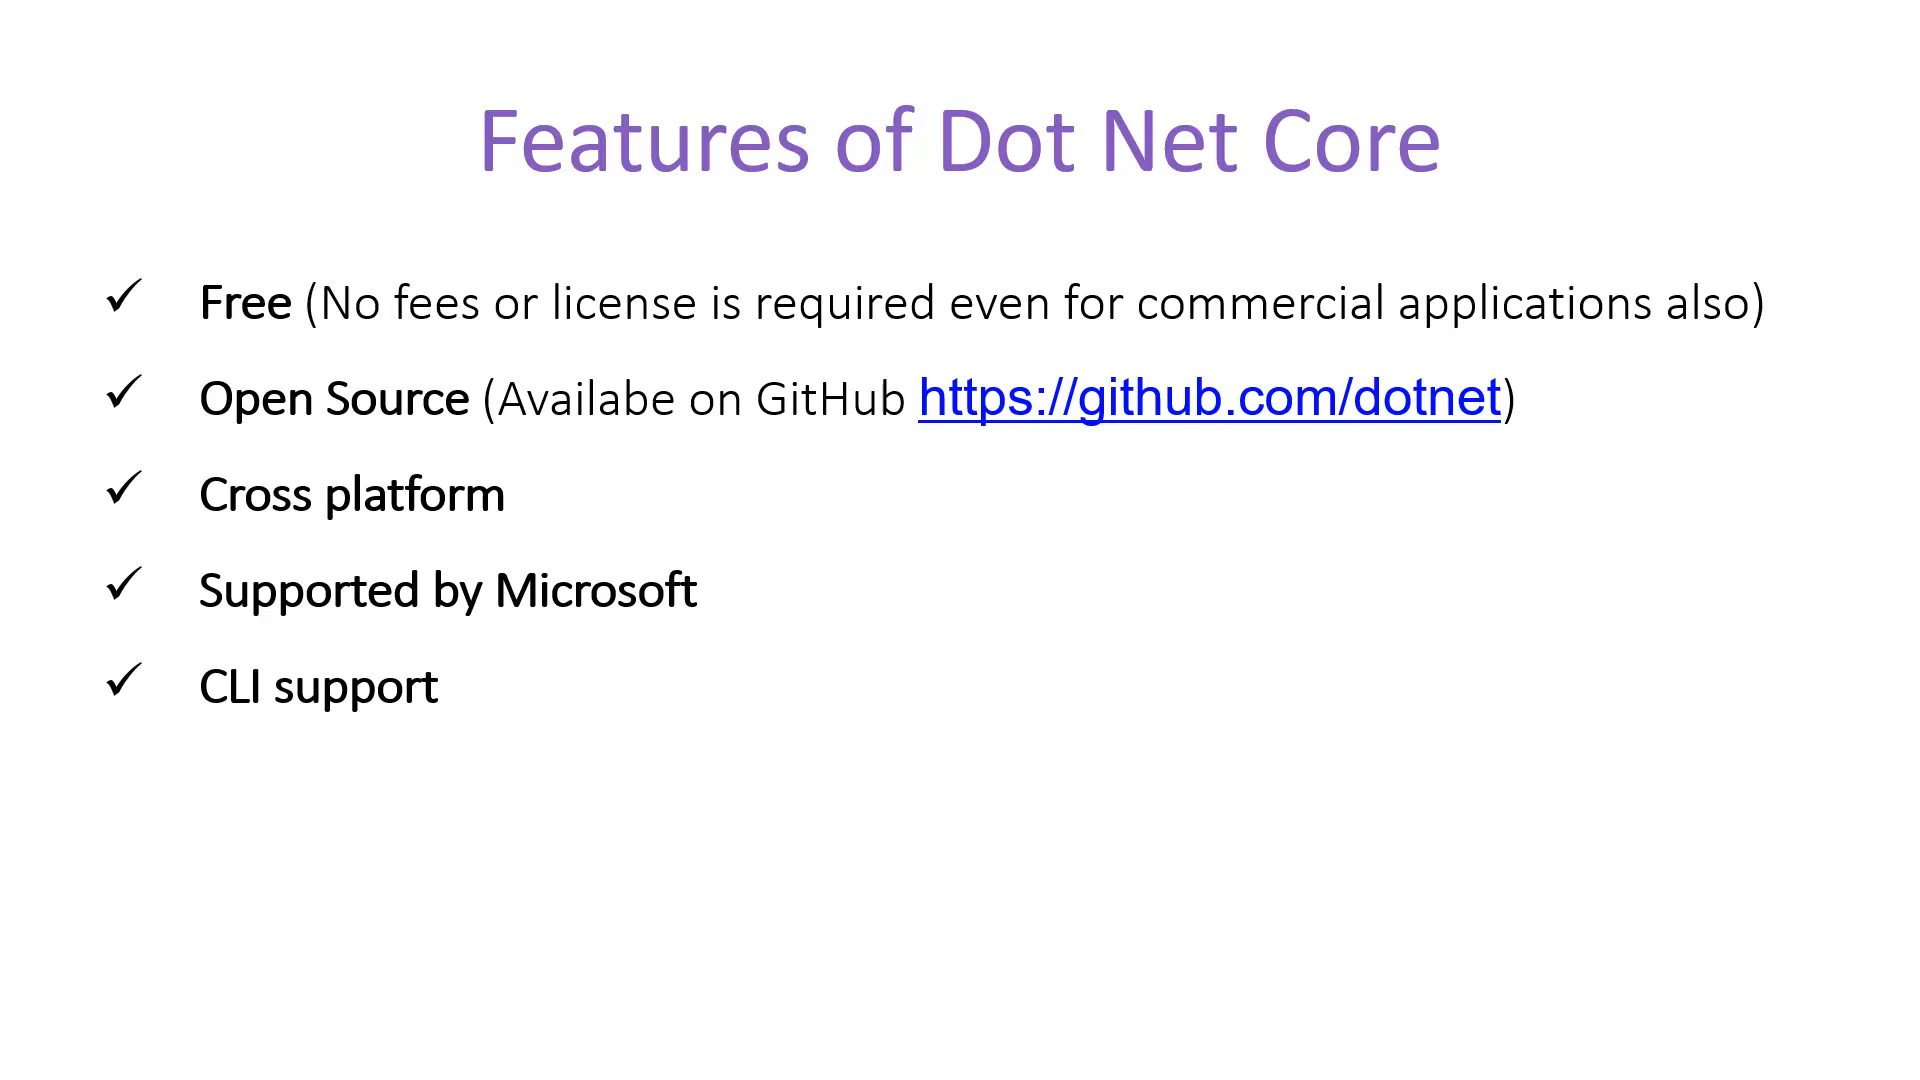 Features of Dot Net Core
✓ Free (No fees or license is required even for commercial applications also)
✓ Open Source (Availabe on GitHub https://github.com/dotnet)
✓ Cross platform
✓ Supported by Microsoft
✓ CLI support